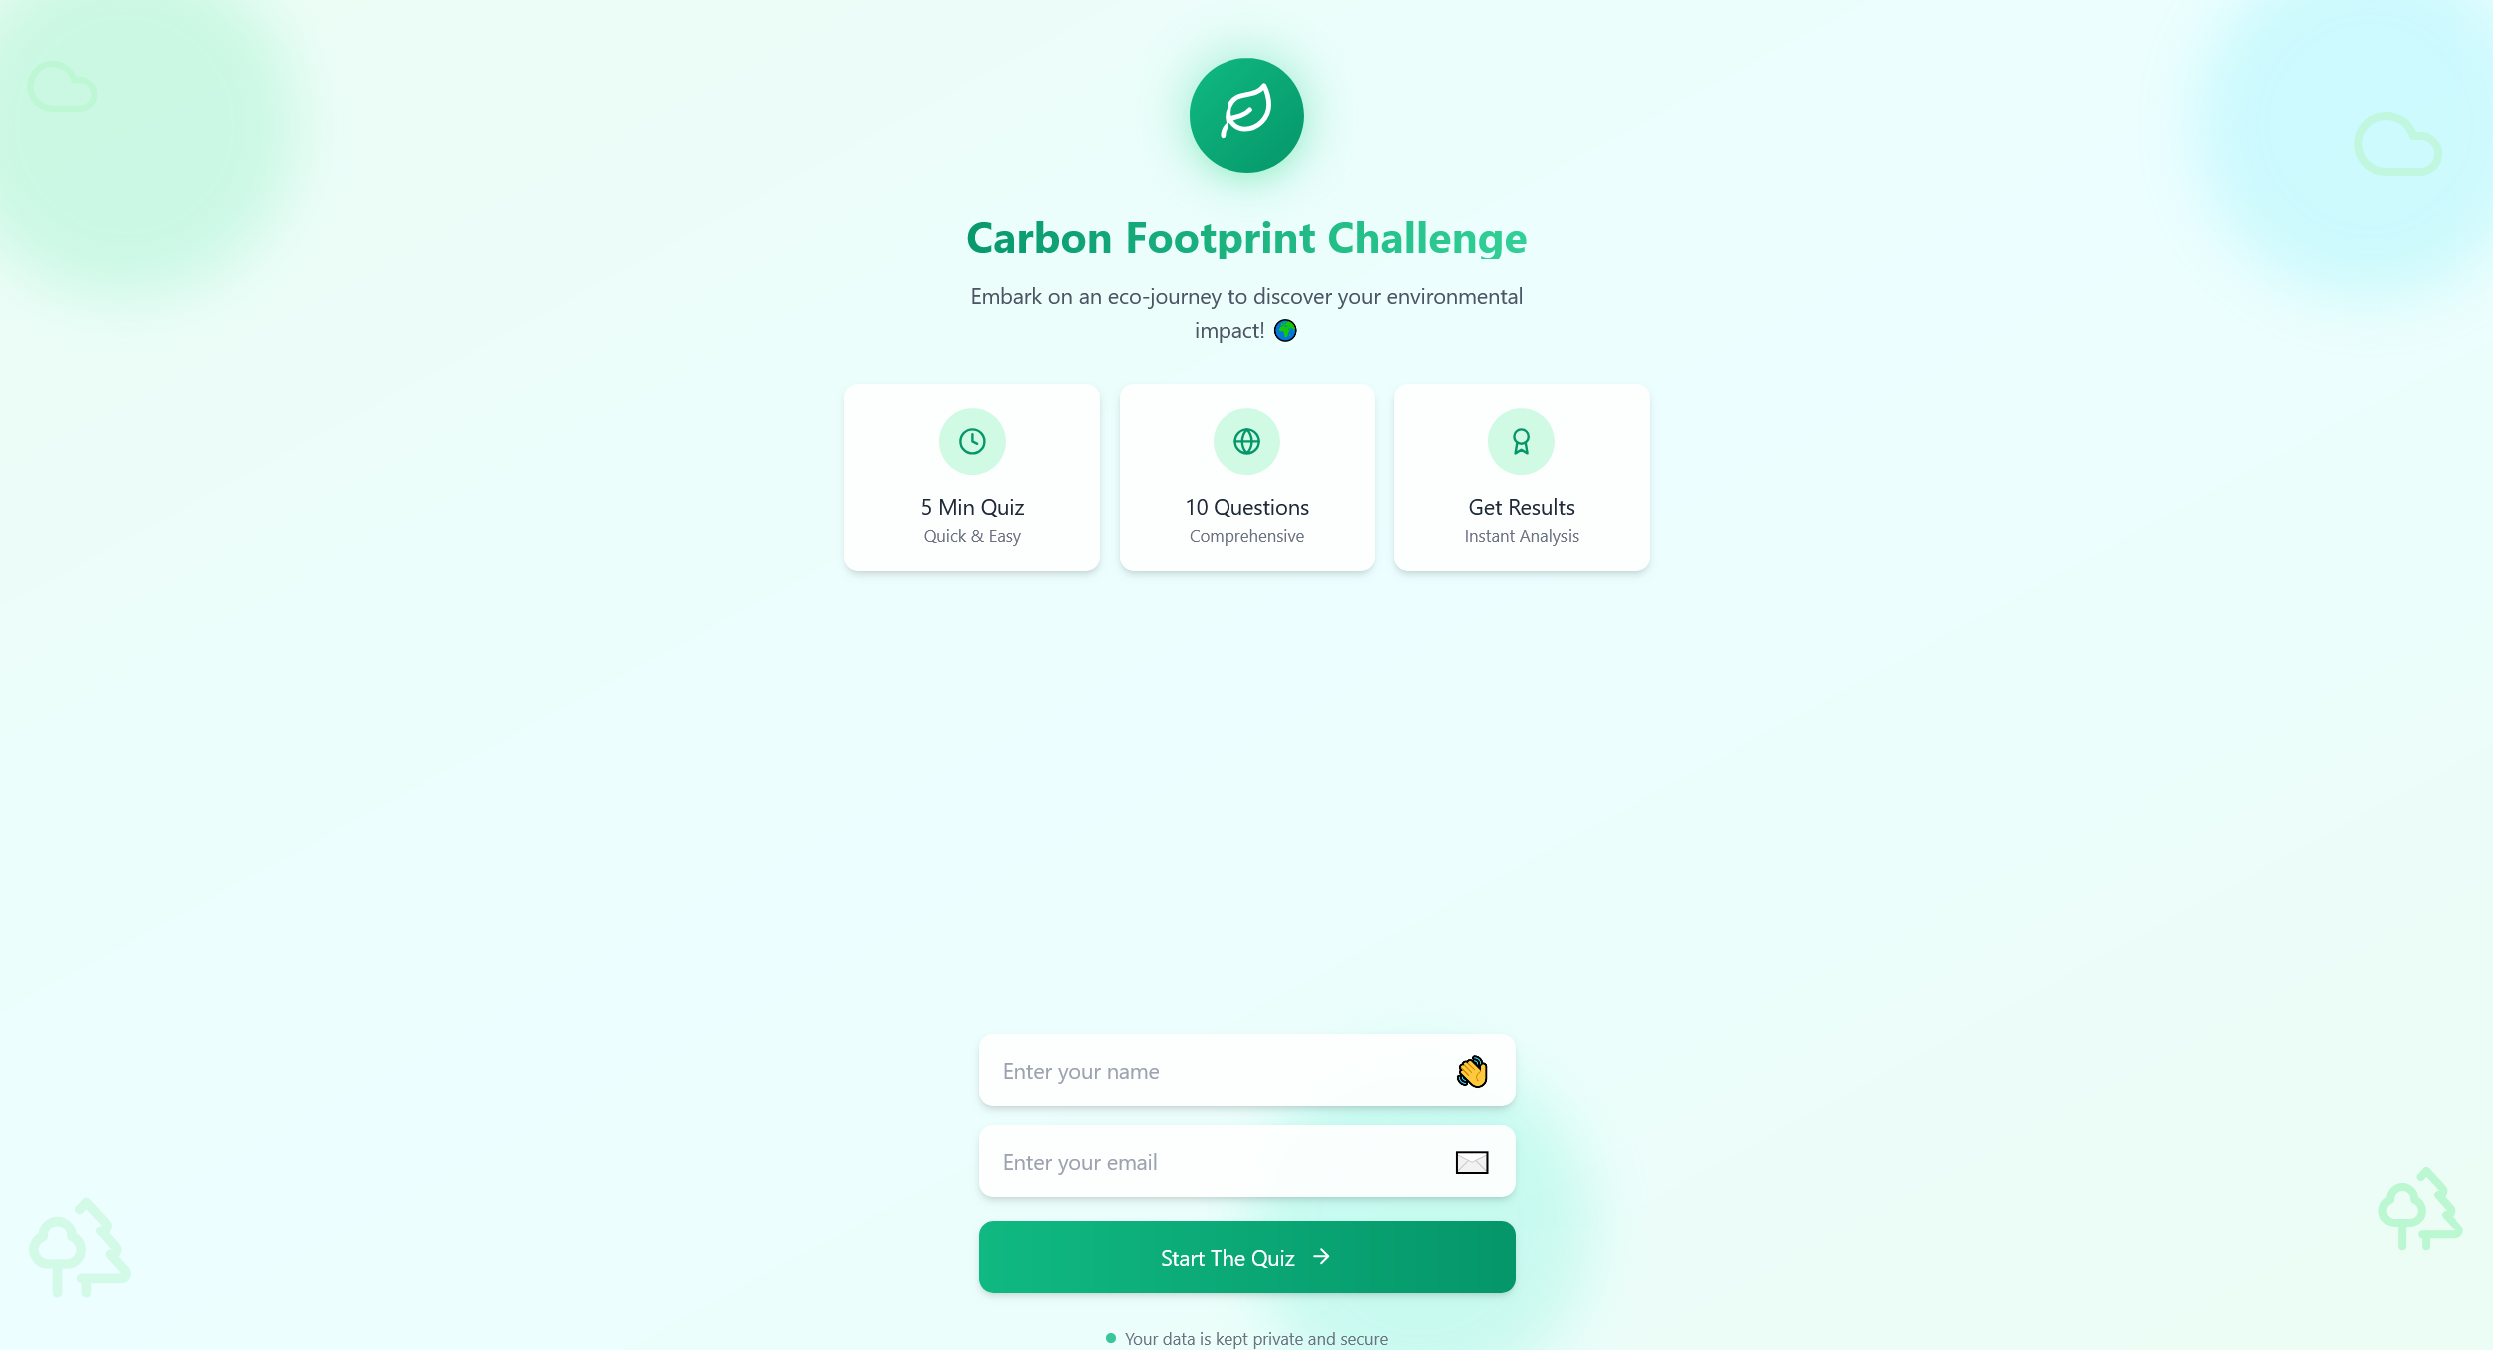 Carbon Footprint Challenge
Embark on an eco-journey to discover your environmental
impact! 🌍
5 Min Quiz
Quick & Easy
10 Questions
Comprehensive
Get Results
Instant Analysis
Enter your name 👋
Enter your email ✉️
Start The Quiz →
Your data is kept private and secure